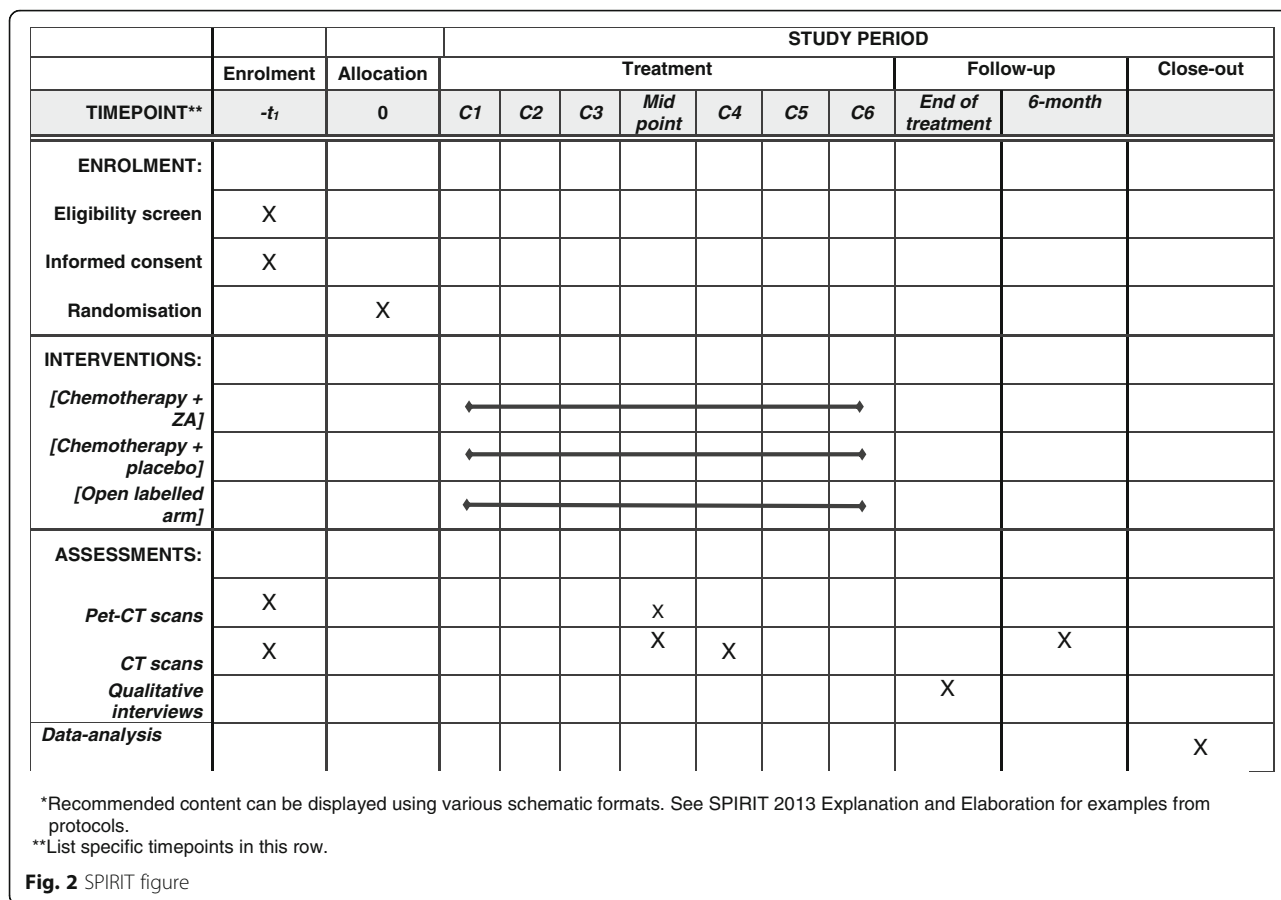 STUDY PERIOD
Enrolment Allocation Treatment Follow-up Close-out
TIMEPOINT** -t1 0 C1 C2 C3 Mid point C4 C5 C6 End of treatment 6-month
ENROLMENT:
Eligibility screen X
Informed consent X
Randomisation X
INTERVENTIONS:
[Chemotherapy +
ZA]
[Chemotherapy +
placebo]
[Open labelled
arm]
ASSESSMENTS:
Pet-CT scans X X
CT scans X X X X
Qualitative
interviews X
Data-analysis X
*Recommended content can be displayed using various schematic formats. See SPIRIT 2013 Explanation and Elaboration for examples from
protocols.
**List specific timepoints in this row.
Fig. 2 SPIRIT figure